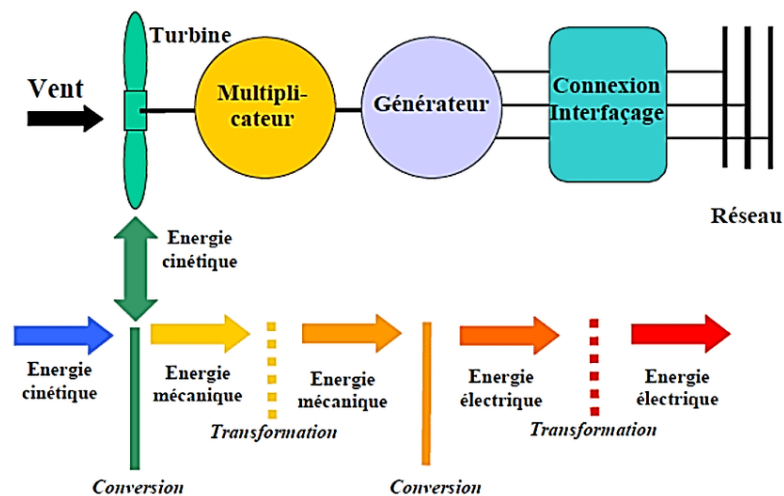 Turbine
Vent
Multipli-
cateur
Générateur
Connexion
Interfaçage
Réseau
Energie
cinétique
Energie
cinétique
Energie
mécanique
Energie
mécanique
Energie
électrique
Energie
électrique
Transformation
Transformation
Conversion
Conversion